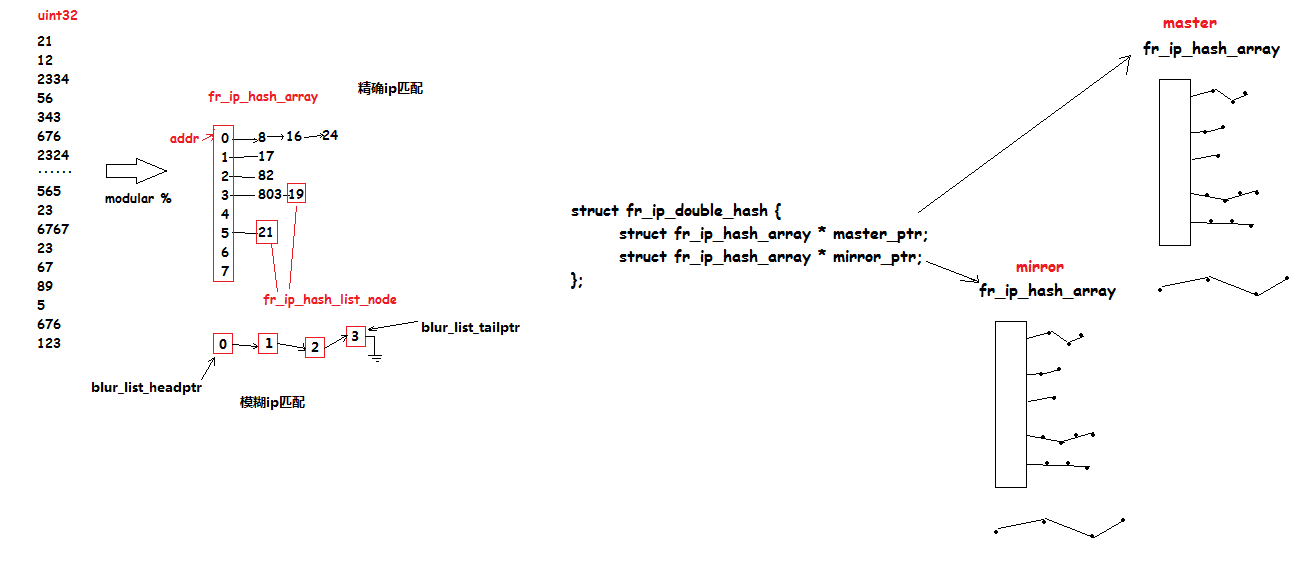 uint32
21
12
2334
56
343
676
2324
······
565
23
6767
23
67
89
5
676
123
modular %
精确ip匹配
fr_ip_hash_array
addr
0 8 16 24
1 17
2 82
3 803 19
4
5 21
6
7
fr_ip_hash_list_node
0 1 2 3
blur_list_tailptr
blur_list_headptr
模糊ip匹配
struct fr_ip_double_hash {
struct fr_ip_hash_array * master_ptr;
struct fr_ip_hash_array * mirror_ptr;
};
master
fr_ip_hash_array
mirror
fr_ip_hash_array